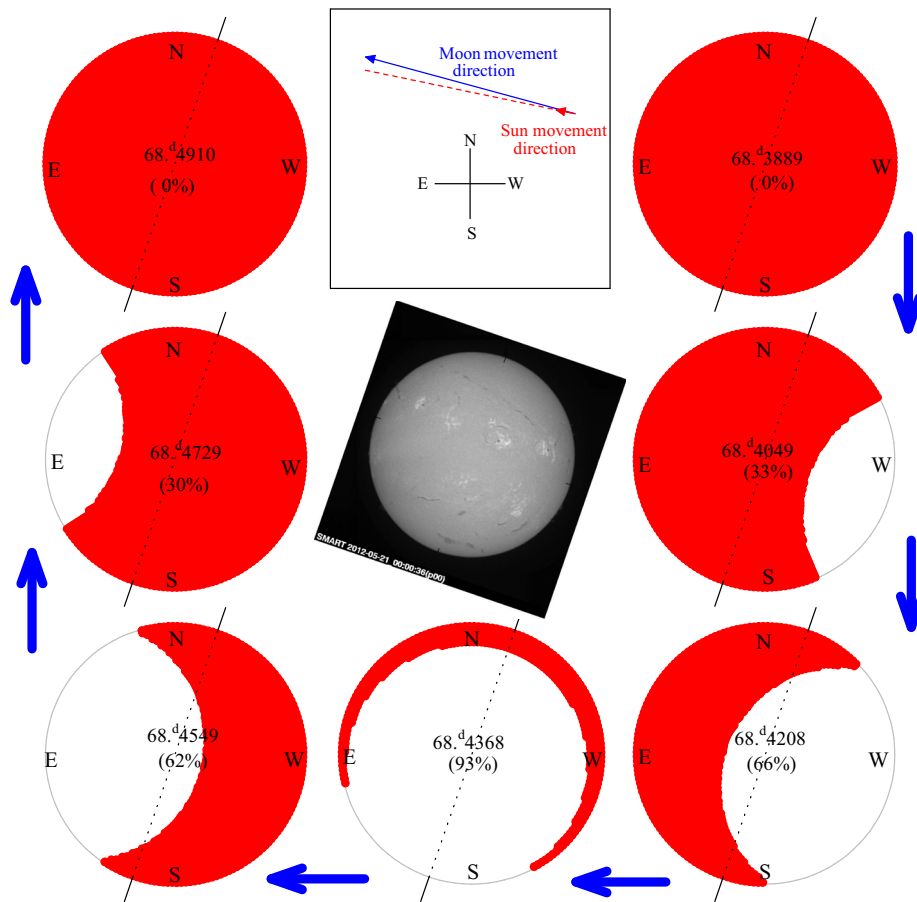 N
E
68.ᵈ4910
( 0%)
W
S
Moon movement
direction
Sun movement
direction
N
E
W
S
N
E
68.ᵈ3889
( 0%)
W
S
N
E
68.ᵈ4729
(30%)
W
S
SMART 2012-05-21 00:00:36(p00)
N
E
68.ᵈ4049
(33%)
W
S
N
E
68.ᵈ4549
(62%)
W
S
N
E
68.ᵈ4368
(93%)
W
S
N
E
68.ᵈ4208
(66%)
W
S